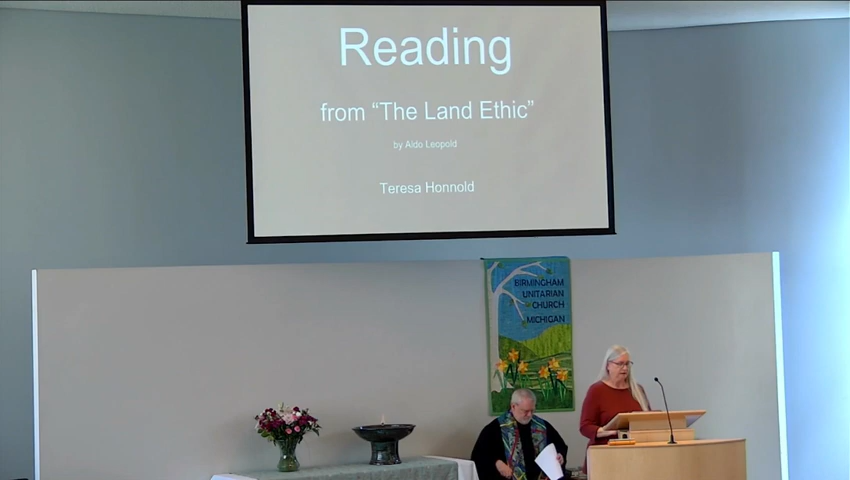 Reading
from “The Land Ethic”
by Aldo Leopold
Teresa Honnold
BIRMINGHAM
UNITARIAN
CHURCH
MICHIGAN